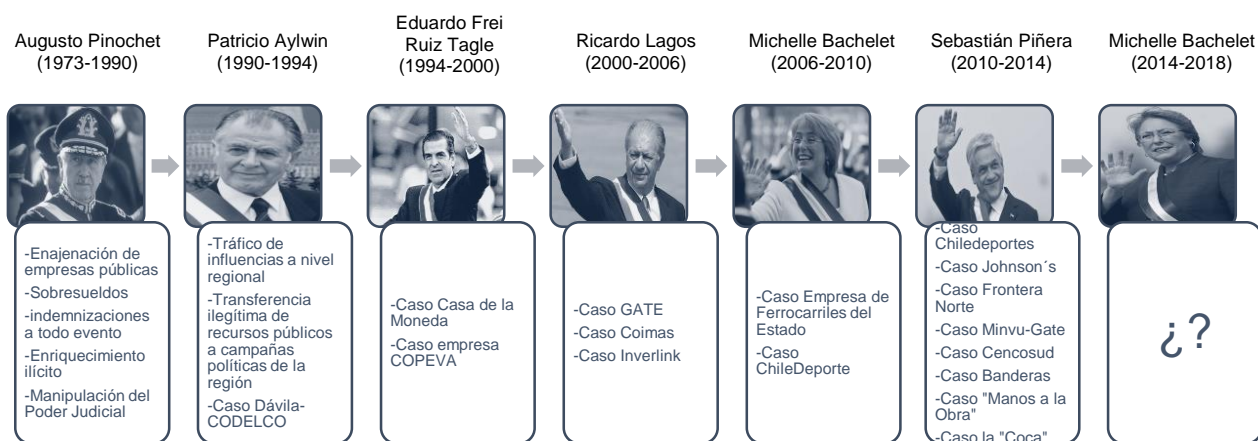 Augusto Pinochet
(1973-1990)
Patricio Aylwin
(1990-1994)
Eduardo Frei
Ruiz Tagle
(1994-2000)
Ricardo Lagos
(2000-2006)
Michelle Bachelet
(2006-2010)
Sebastián Piñera
(2010-2014)
Michelle Bachelet
(2014-2018)
-Enajenación de
empresas públicas
-Sobresueldos
-indemnizaciones
a todo evento
-Enriquecimiento
ilícito
-Manipulación del
Poder Judicial
-Tráfico de
influencias a nivel
regional
-Transferencia
ilegítima de
recursos públicos
a campañas
políticas de la
región
-Caso Dávila-
CODELCO
-Caso Casa de la
Moneda
-Caso empresa
COPEVA
-Caso GATE
-Caso Coimas
-Caso Inverlink
-Caso Empresa de
Ferrocarriles del
Estado
-Caso
ChileDeporte
-Caso
Chiledeportes
-Caso Johnson´s
-Caso Frontera
Norte
-Caso Minvu-Gate
-Caso Cencosud
-Caso Banderas
-Caso "Manos a la
Obra"
-Caso la "Coca"
¿?